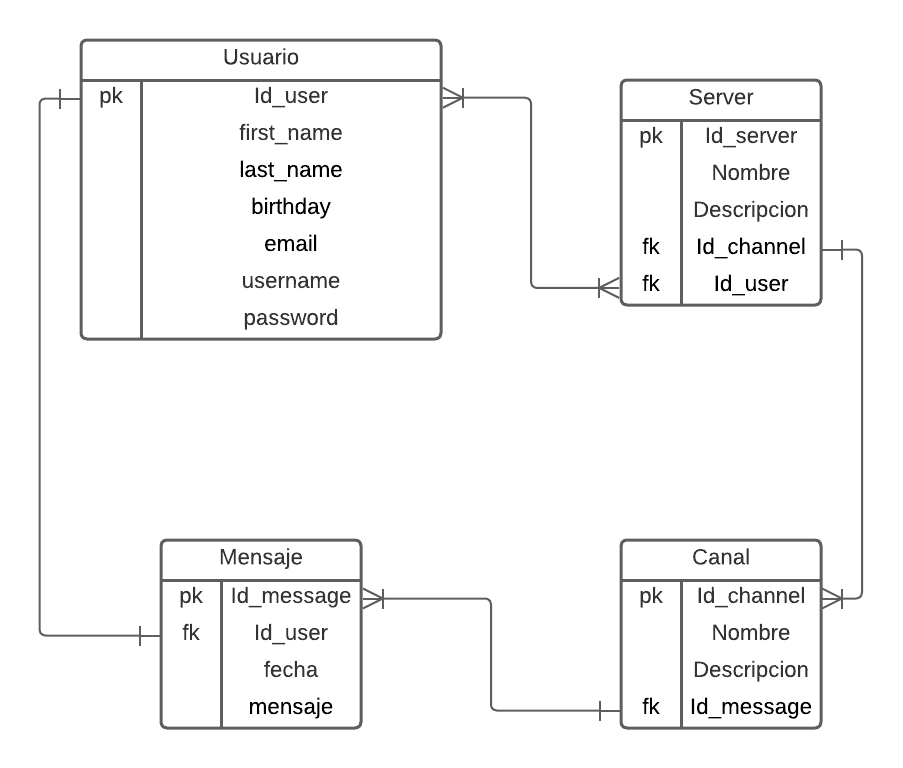 Usuario
pk Id_user
first_name
last_name
birthday
email
username
password
Server
pk Id_server
Nombre
Descripcion
fk Id_channel
fk Id_user
Mensaje
pk Id_message
fk Id_user
fecha
mensaje
Canal
pk Id_channel
Nombre
Descripcion
fk Id_message